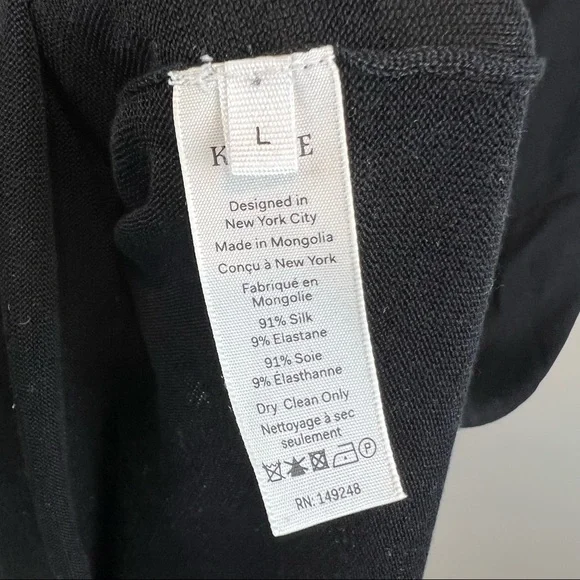 L
Designed in
New York City
Made in Mongolia
Conçu à New York
Fabriqué en
Mongolie
91% Silk
9% Elastane
91% Soie
9% Élasthanne
Dry Clean Only
Nettoyage à sec
seulement
P
RN: 149248